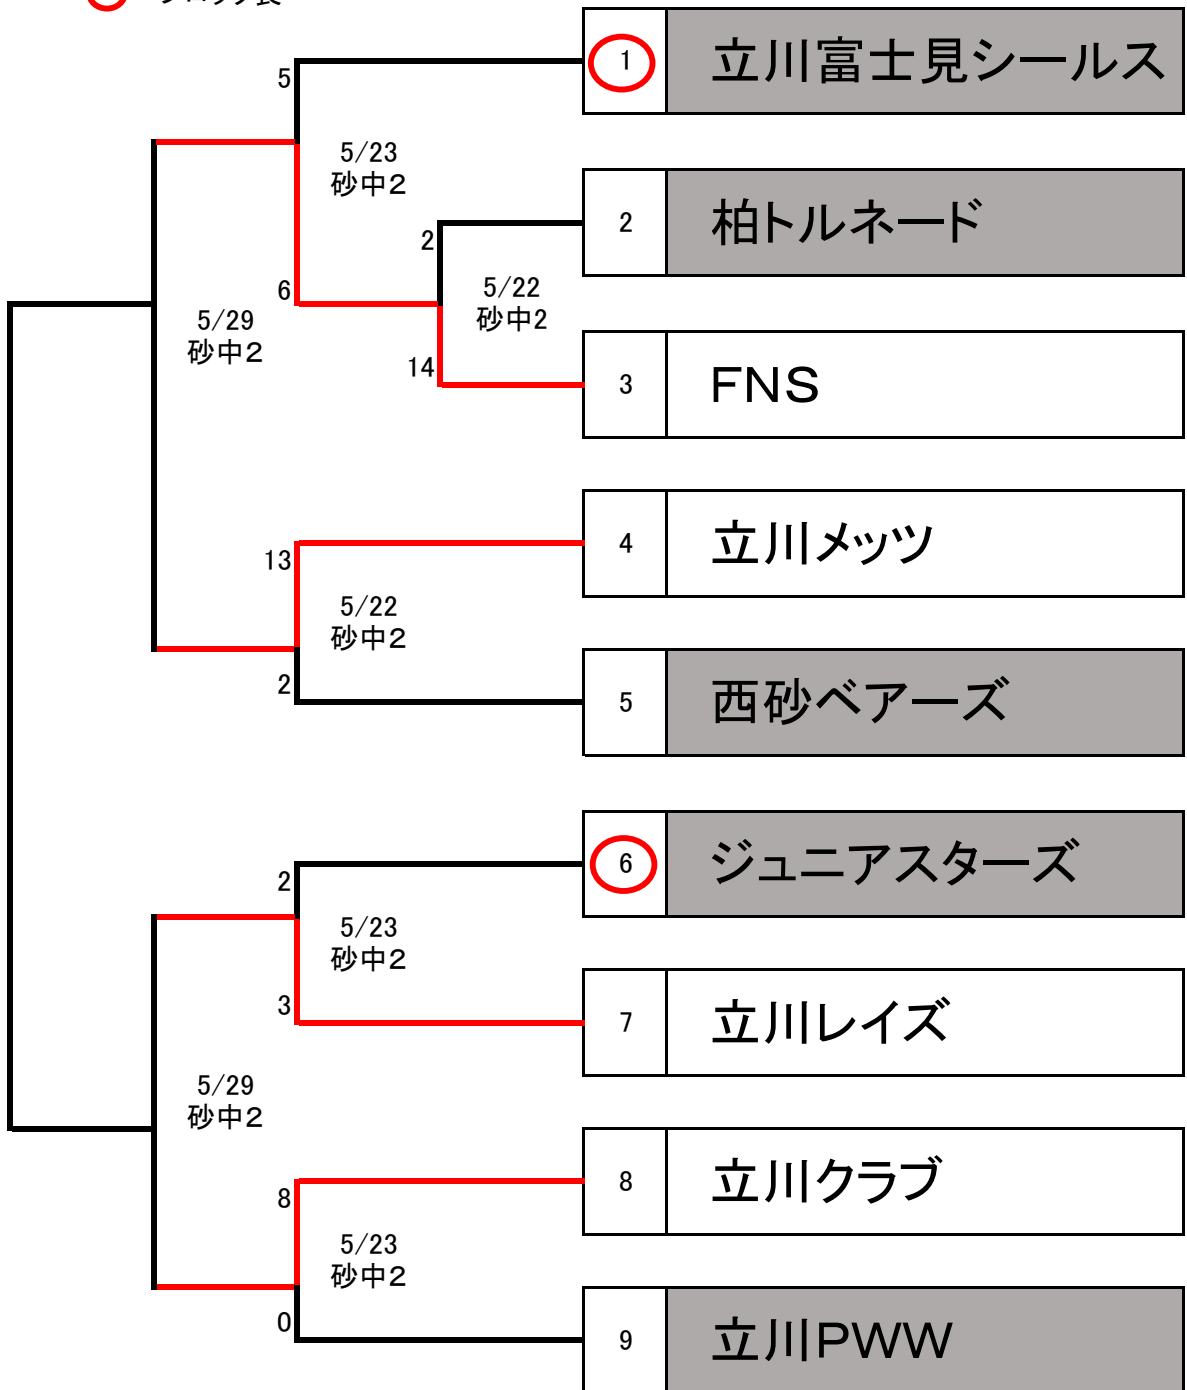 1 立川富士見シールス
5
5/23
砂中2
2 柏トルネード
2
5/22
砂中2
6
5/29
砂中2
14
3 FNS
4 立川メッツ
13
5/22
砂中2
2
5 西砂ベアーズ
6 ジュニアスターズ
2
5/23
砂中2
3
7 立川レイズ
5/29
砂中2
8 立川クラブ
8
5/23
砂中2
0
9 立川PWW